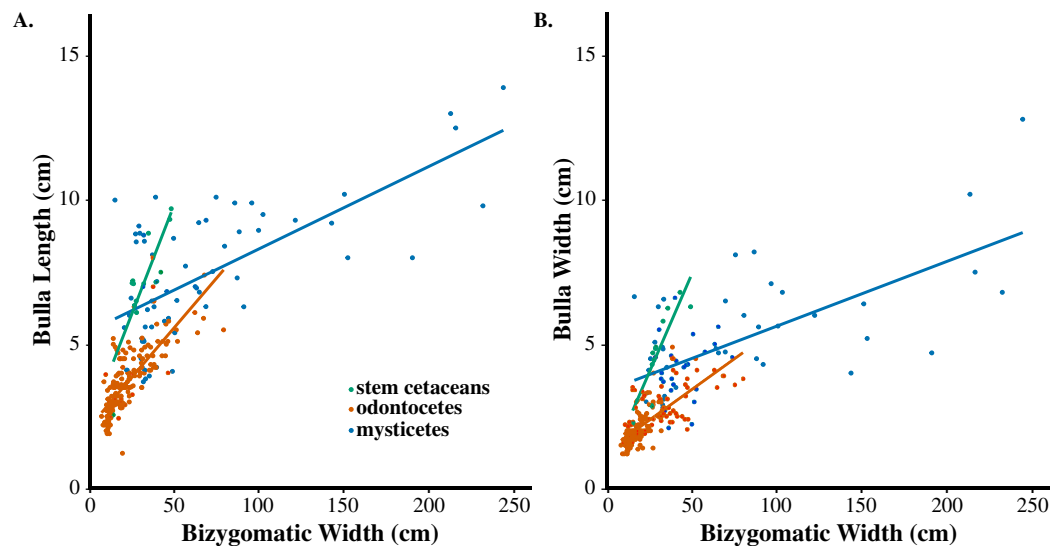 A.
Bulla Length (cm)
15
10
5
0
0 50 100 150 200 250
Bizygomatic Width (cm)
stem cetaceans
odontocetes
mysticetes
B.
Bulla Width (cm)
15
10
5
0
0 50 100 150 200 250
Bizygomatic Width (cm)